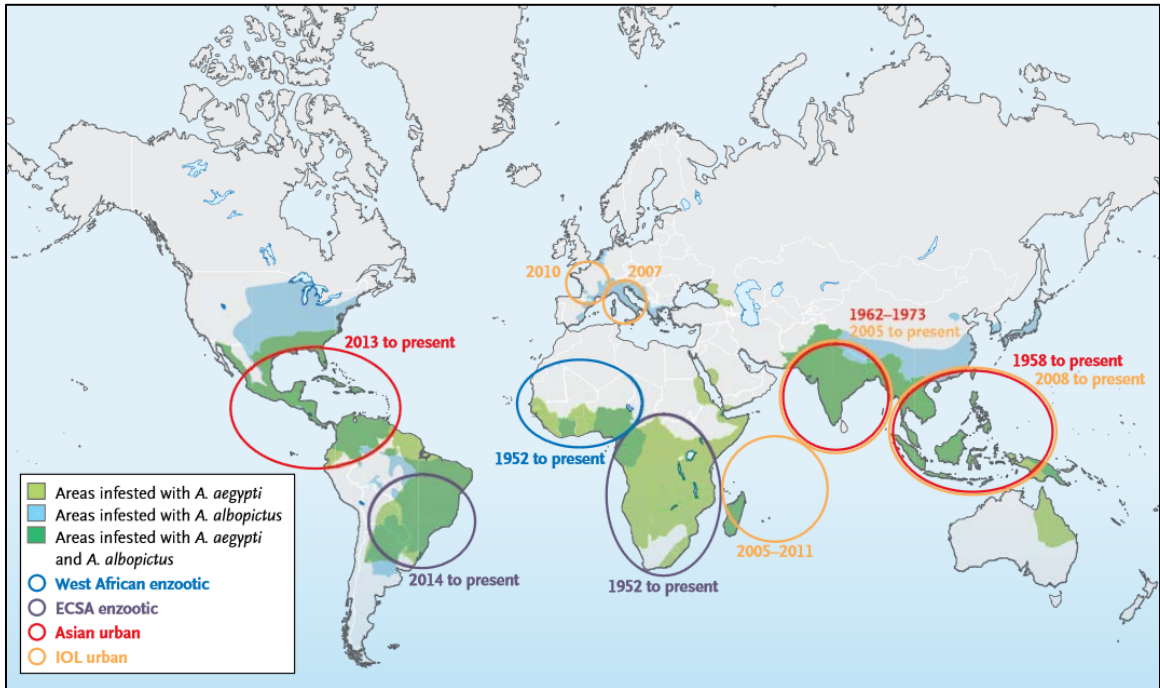 2010
2007
1962–1973
2005 to present
2013 to present
1958 to present
2008 to present
1952 to present
2005–2011
2014 to present
1952 to present
Areas infested with A. aegypti
Areas infested with A. albopictus
Areas infested with A. aegypti
and A. albopictus
West African enzootic
ECSA enzootic
Asian urban
IOL urban